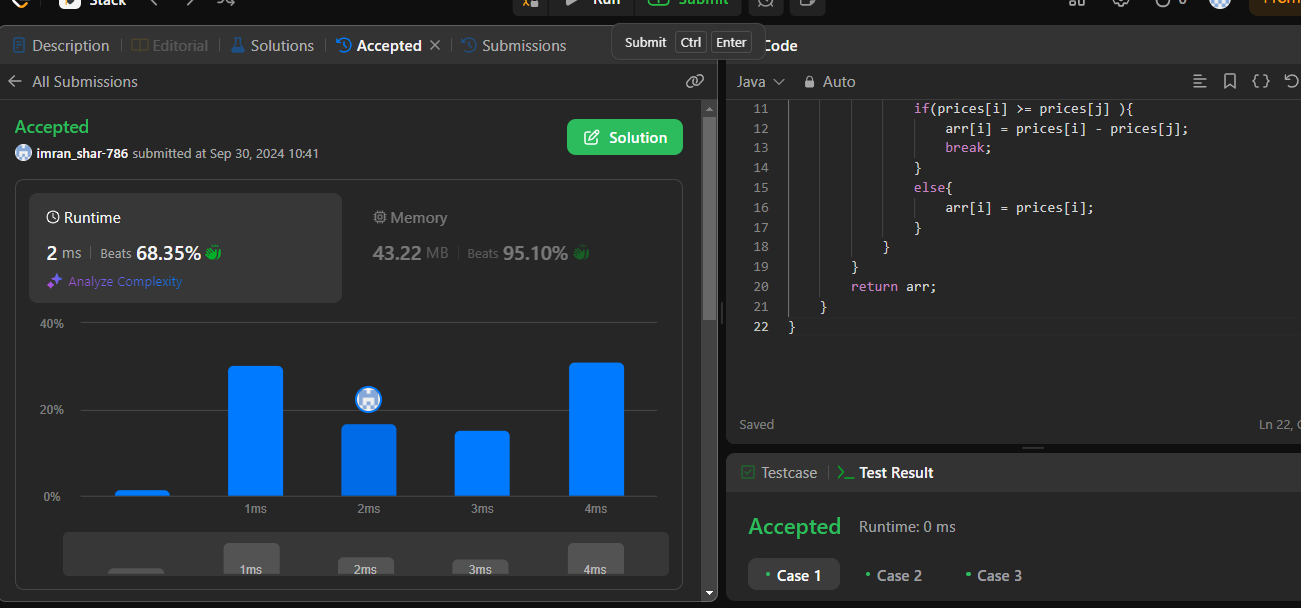 Stack
Run
Submit
Description
Editorial
Solutions
Accepted
Submissions
Submit Ctrl Enter
Code
All Submissions
Java
Auto
Accepted
imran_shar-786 submitted at Sep 30, 2024 10:41
Solution
Runtime
2 ms Beats 68.35%
Analyze Complexity
Memory
43.22 MB Beats 95.10%
40%
20%
0%
1ms 2ms 3ms 4ms
1ms 2ms 3ms 4ms
11 if(prices[i] >= prices[j] ){
12 arr[i] = prices[i] - prices[j];
13 break;
14 }
15 else{
16 arr[i] = prices[i];
17 }
18 }
19 }
20 return arr;
21 }
22 }
Saved
Ln 22,
Testcase
Test Result
Accepted Runtime: 0 ms
Case 1 Case 2 Case 3